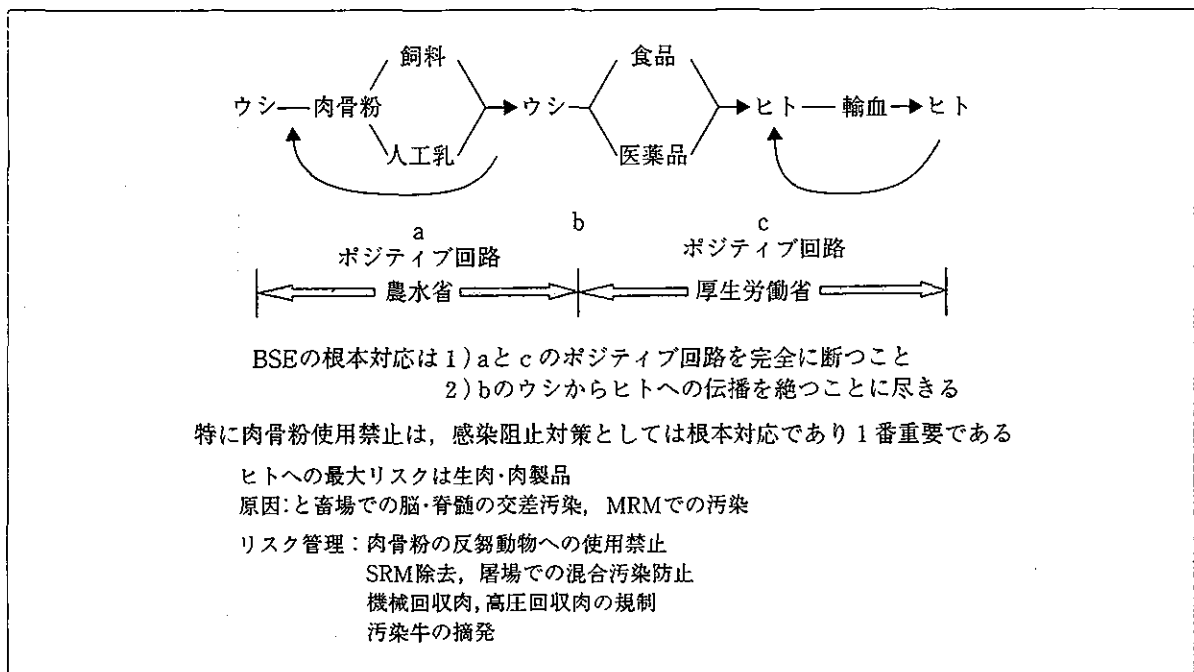 飼料
食品
ウシ 肉骨粉 ウシ ヒト 輸血 ヒト
人工乳
医薬品
a
b
c
ポジティブ回路
ポジティブ回路
農水省
厚生労働省
BSEの根本対応は 1)aとcのポジティブ回路を完全に断つこと
2)bのウシからヒトへの伝播を絶つことに尽きる
特に肉骨粉使用禁止は，感染阻止対策としては根本対応であり1番重要である
ヒトへの最大リスクは生肉・肉製品
原因：と畜場での脳・脊髄の交差汚染，MRMでの汚染
リスク管理：肉骨粉の反芻動物への使用禁止
SRM除去，屠場での混合汚染防止
機械回収肉，高圧回収肉の規制
汚染牛の摘発